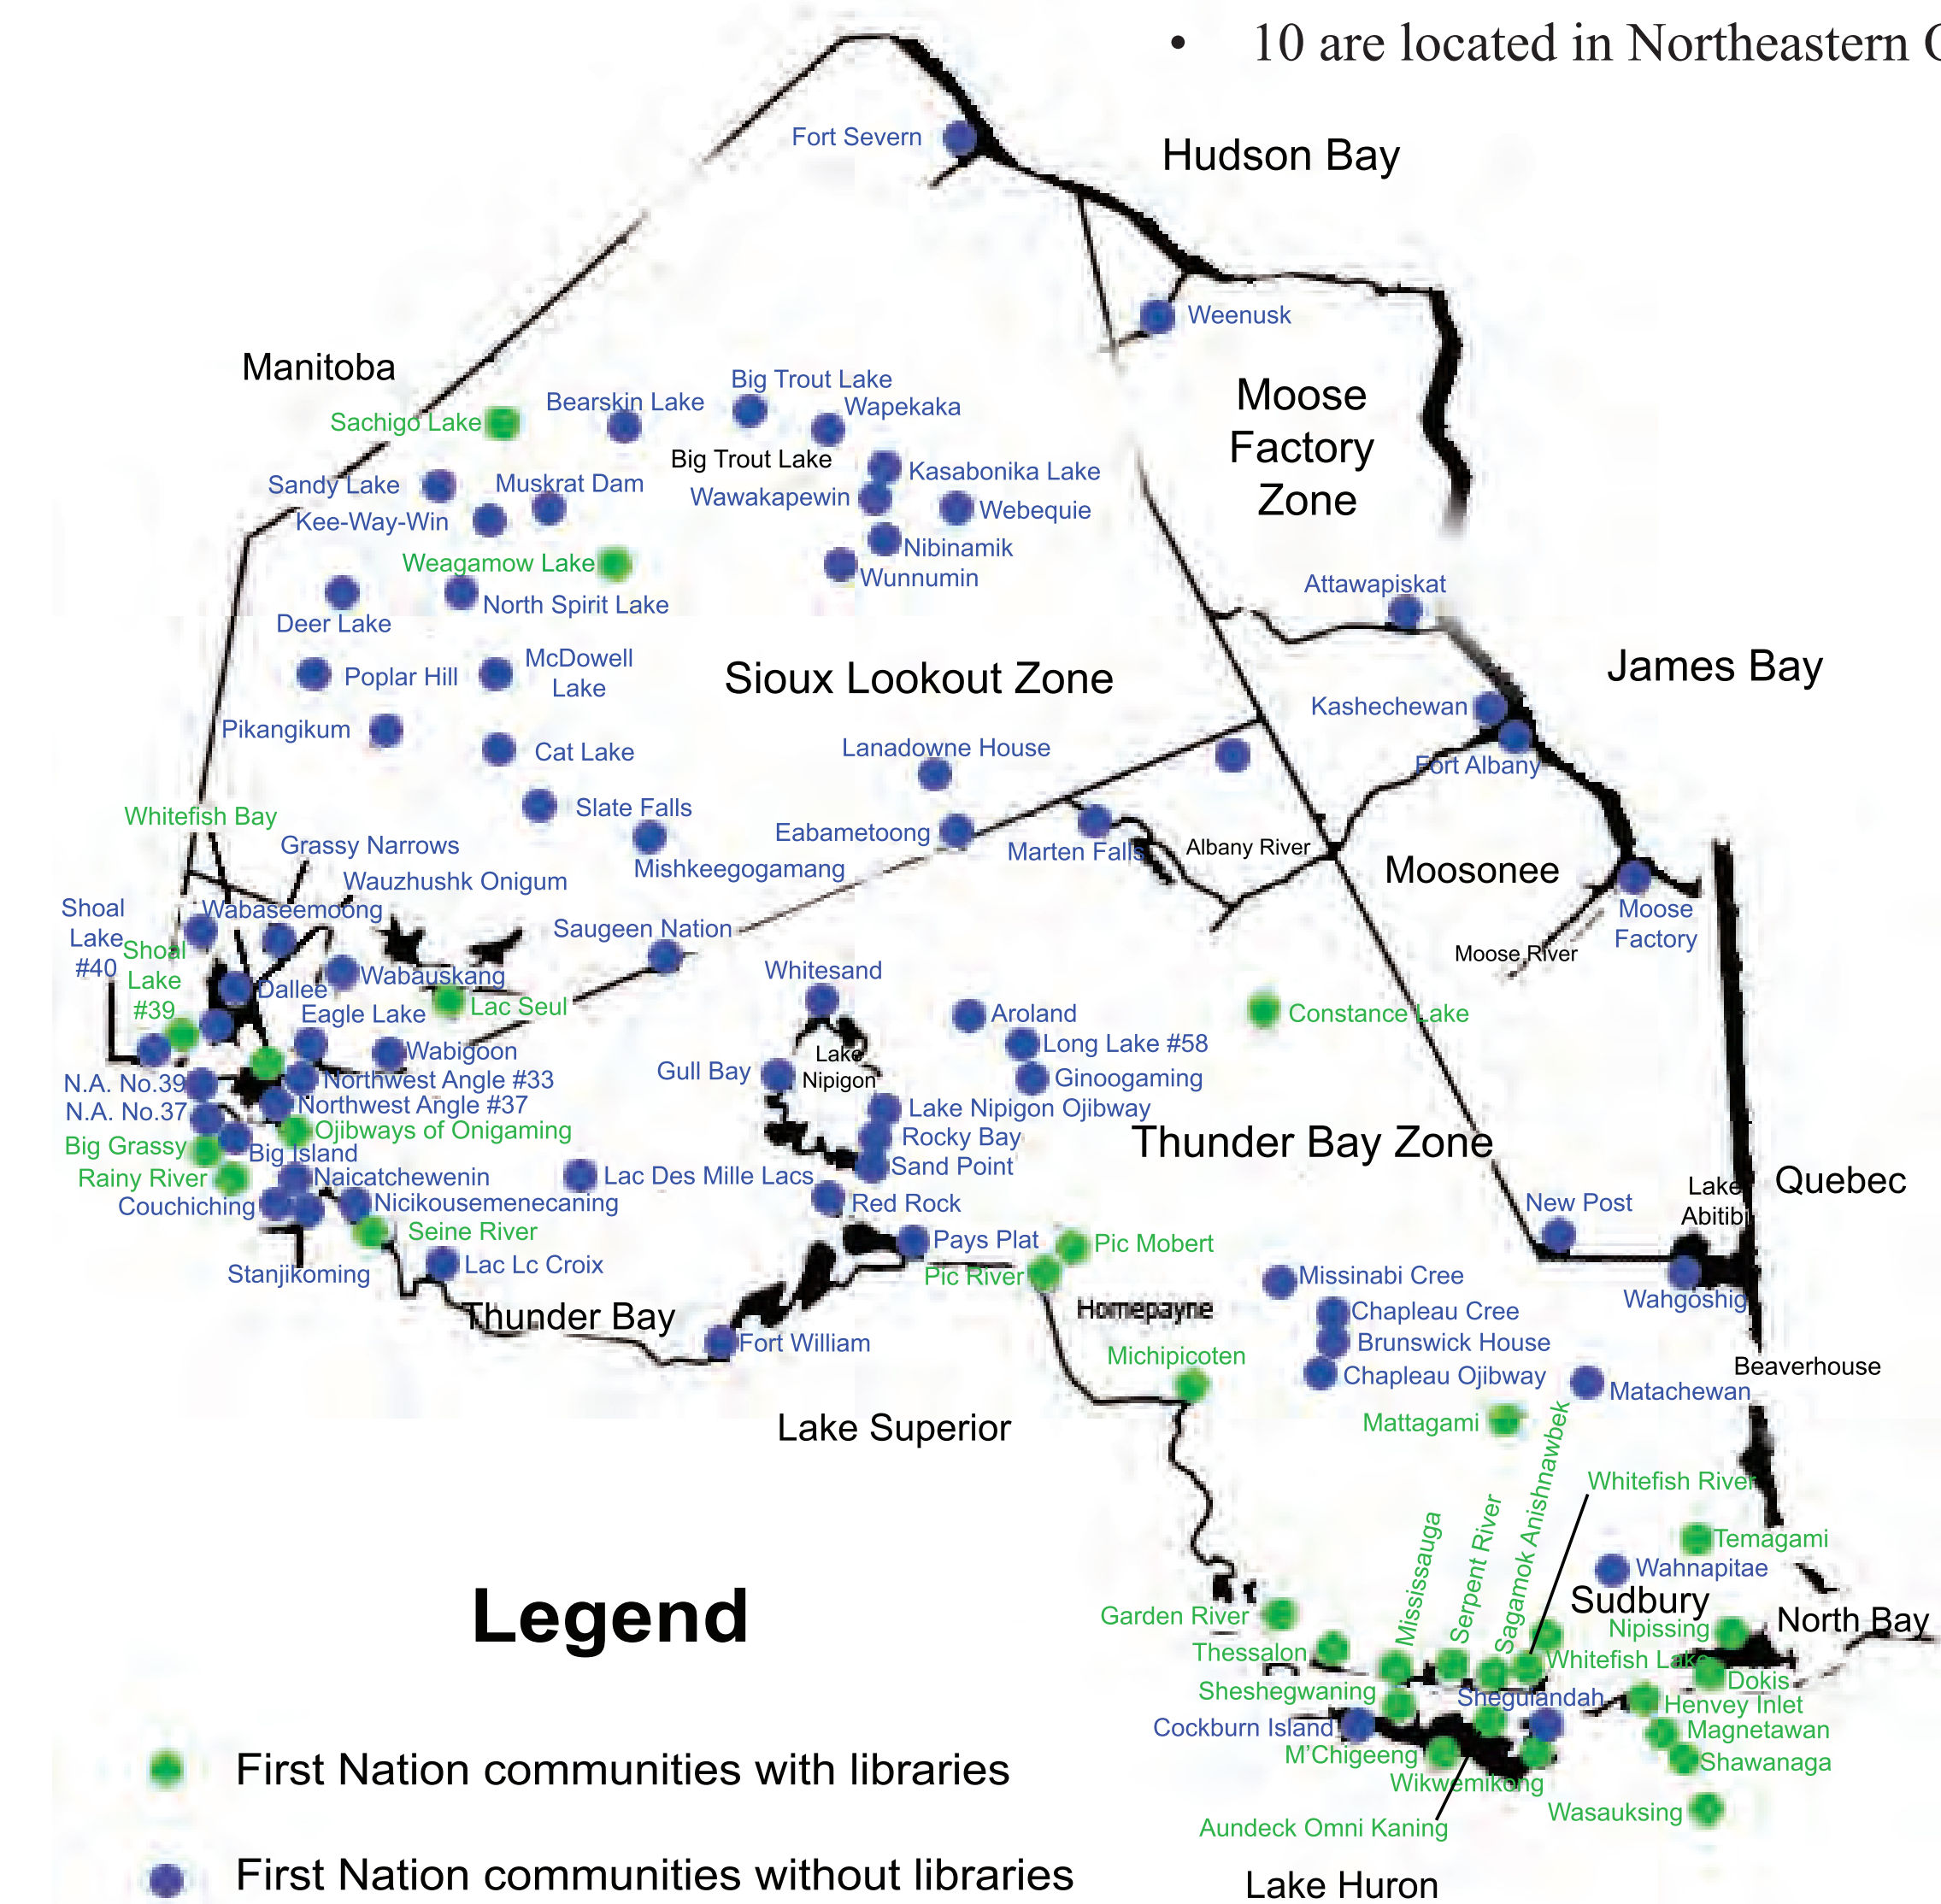 • 10 are located in Northeastern
Fort Severn
Hudson Bay
Weenusk
Manitoba
Moose
Factory
Zone
Big Trout Lake
Bearskin Lake
Wapekaka
Sachigo Lake
Big Trout Lake
Kasabonika Lake
Sandy Lake
Muskrat Dam
Wawakapewin
Webequie
Kee-Way-Win
Nibinamik
Weagamow Lake
Wunnumin
Attawapiskat
North Spirit Lake
Deer Lake
McDowell
Lake
Poplar Hill
Sioux Lookout Zone
James Bay
Kashechewan
Pikangikum
Cat Lake
Lanadowne House
Fort Albany
Slate Falls
Whitefish Bay
Eabametoong
Grassy Narrows
Marten Falls
Albany River
Mishkeegogamang
Moosonee
Wauzhushk Onigum
Shoal
Lake
#40
Wabaseemoong
Moose
Factory
Saugeen Nation
Shoal
Lake
#39
Moose River
Whitesand
Wabauskang
Dallee
Lac Seul
Eagle Lake
Aroland
Constance Lake
Long Lake #58
Wabigoon
Lake
Nipigon
Gull Bay
Ginoogaming
N.A. No.39
Northwest Angle #33
N.A. No.37
Northwest Angle #37
Lake Nipigon Ojibway
Ojibways of Onigaming
Rocky Bay
Thunder Bay Zone
Big Grassy
Big Island
Sand Point
Rainy River
Naicatchewenin
Lac Des Mille Lacs
Quebec
Lake
Abitibi
Couchiching
Nicikousemenecaning
Red Rock
New Post
Seine River
Pays Plat
Pic Mobert
Stanjikoming
Lac Lc Croix
Pic River
Missinabi Cree
Wahgoshig
Thunder Bay
Homepayne
Chapleau Cree
Fort William
Brunswick House
Michipicoten
Beaverhouse
Chapleau Ojibway
Matachewan
Lake Superior
Mattagami
Whitefish River
Mississauga
Serpent River
Sagamok Anishnawbek
Temagami
Wahnapitae
Sudbury
Garden River
Nipissing
North Bay
Thessalon
Whitefish Lake
Dokis
Sheshegwaning
Shegulandah
Henvey Inlet
Cockburn Island
Magnetawan
M'Chigeeng
Shawanaga
Wikwemikong
Wasauksing
Aundeck Omni Kaning
Lake Huron
Legend
First Nation communities with libraries
First Nation communities without libraries